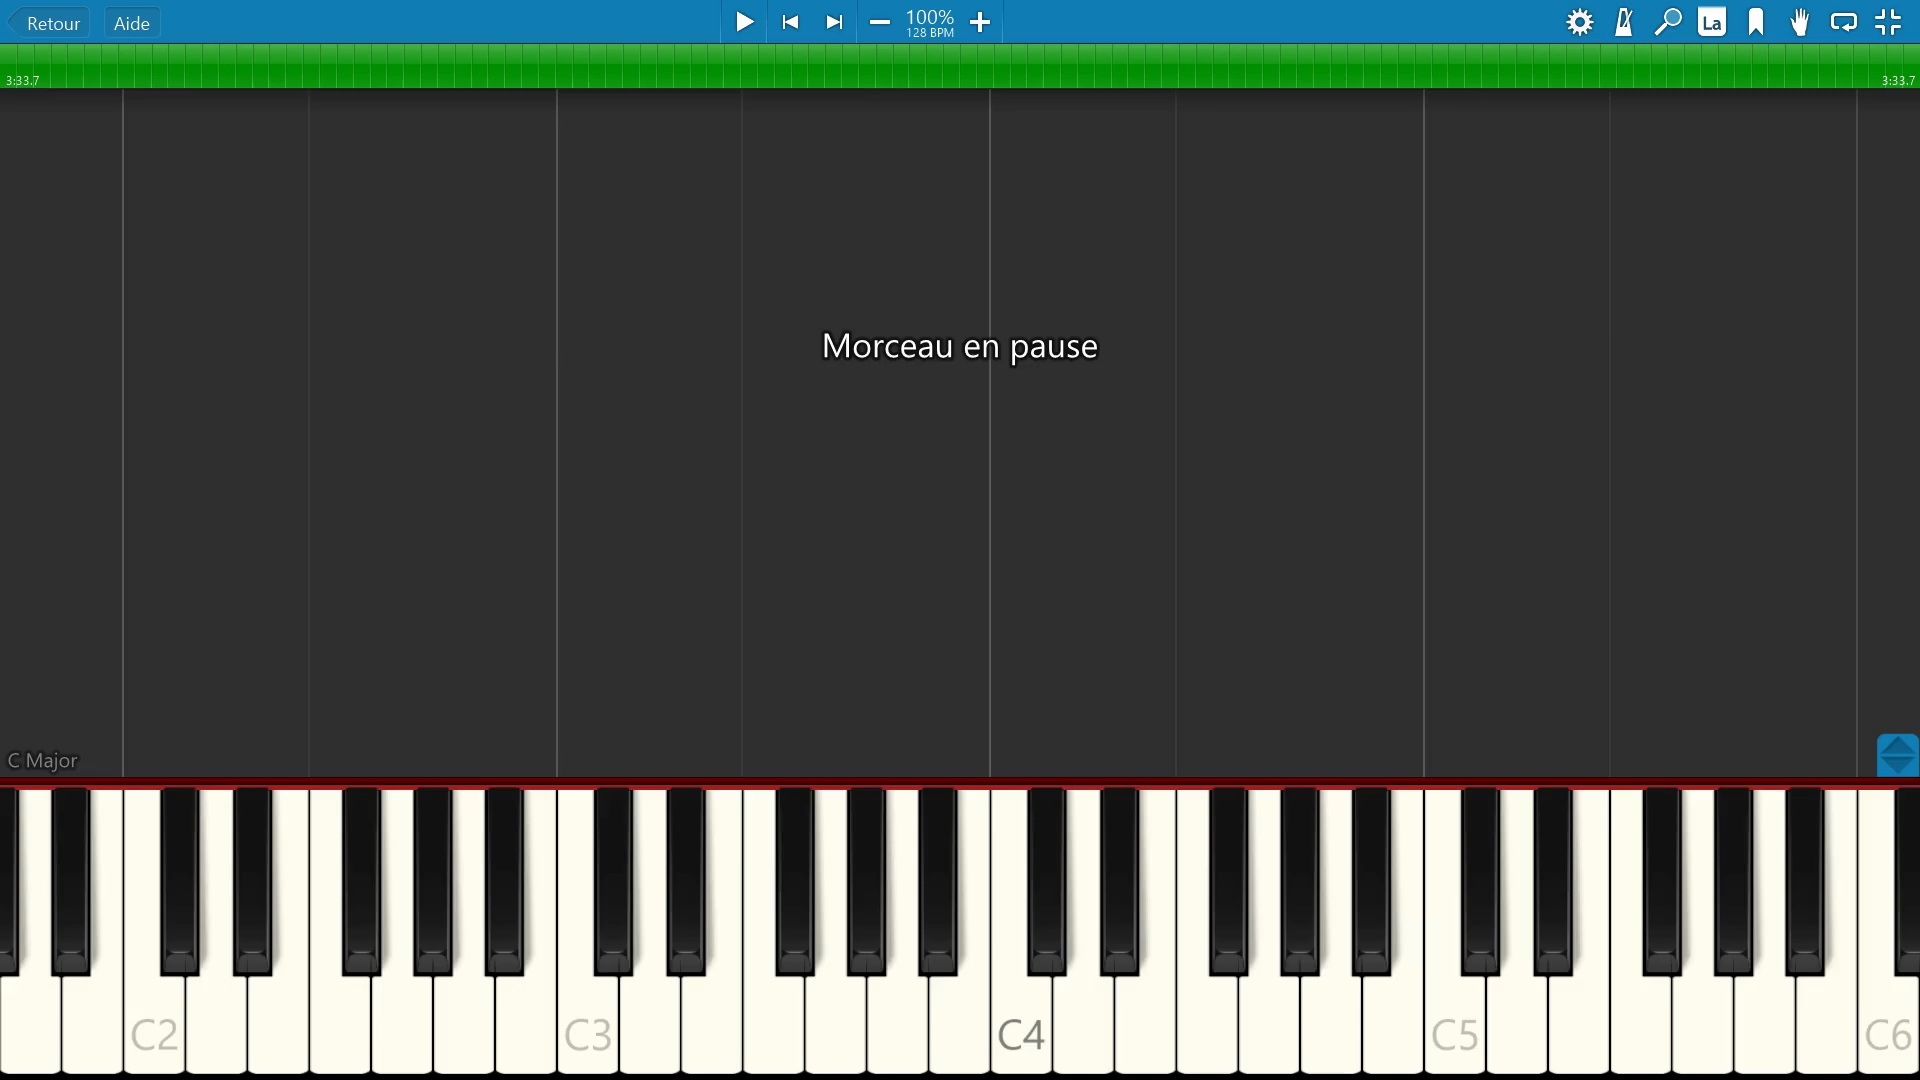 Retour Aide
100%
128 BPM
La
3:33.7 3:33.7
Morceau en pause
C Major
C2 C3 C4 C5 C6